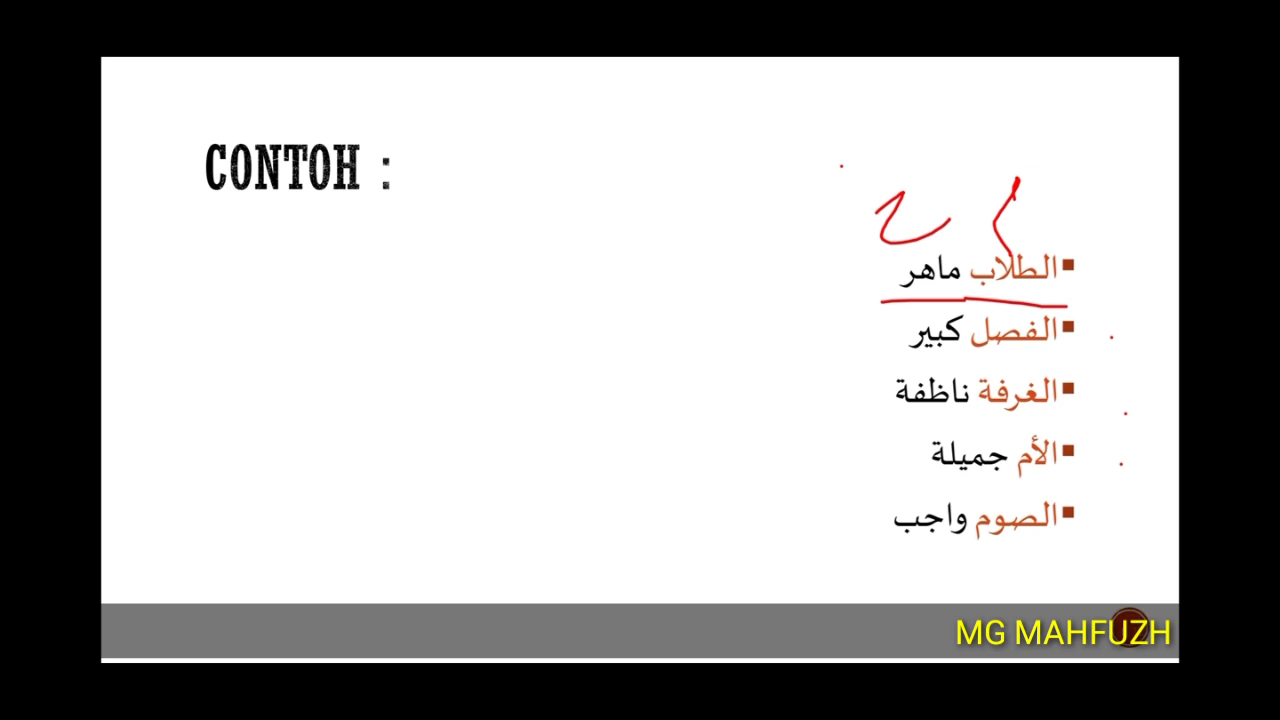 CONTOH :
الطلاب ماهر
الفصل كبير
الغرفة ناظفة
الأم جميلة
الصوم واجب
MG MAHFUZH